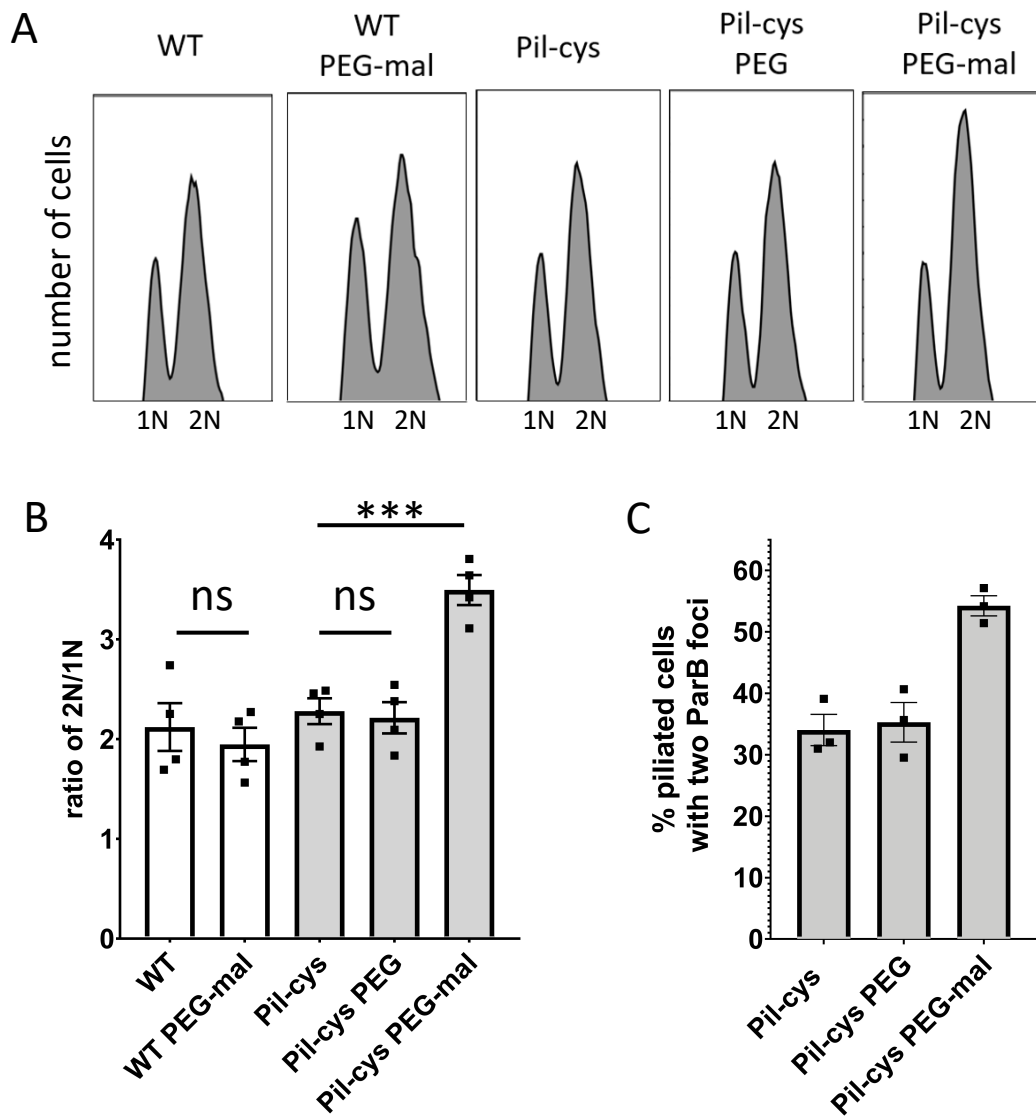 A
WT
WT
PEG-mal
Pil-cys
Pil-cys
PEG
Pil-cys
PEG-mal
number of cells
1N 2N
1N 2N
1N 2N
1N 2N
1N 2N
B
ratio of 2N/1N
4
3
2
1
0
ns
ns
***
WT
WT PEG-mal
Pil-cys
Pil-cys PEG
Pil-cys PEG-mal
C
% piliated cells
with two ParB foci
60
50
40
30
20
10
0
Pil-cys
Pil-cys PEG
Pil-cys PEG-mal